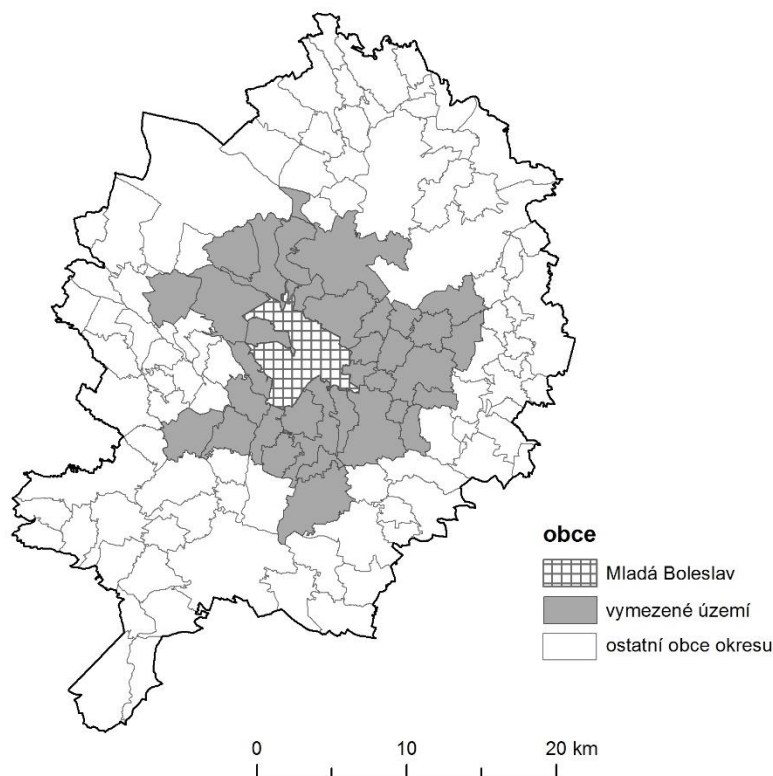 obce
Mladá Boleslav
vymezené území
ostatní obce okresu
0 10 20 km